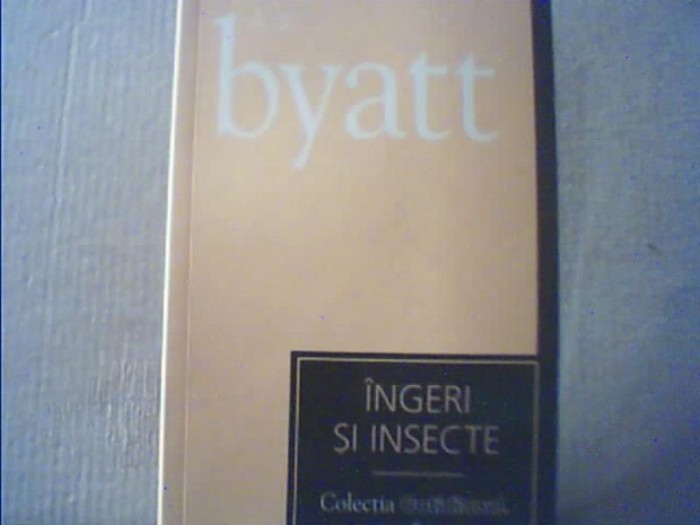 byatt
ÎNGERI
ȘI INSECTE
Colecția